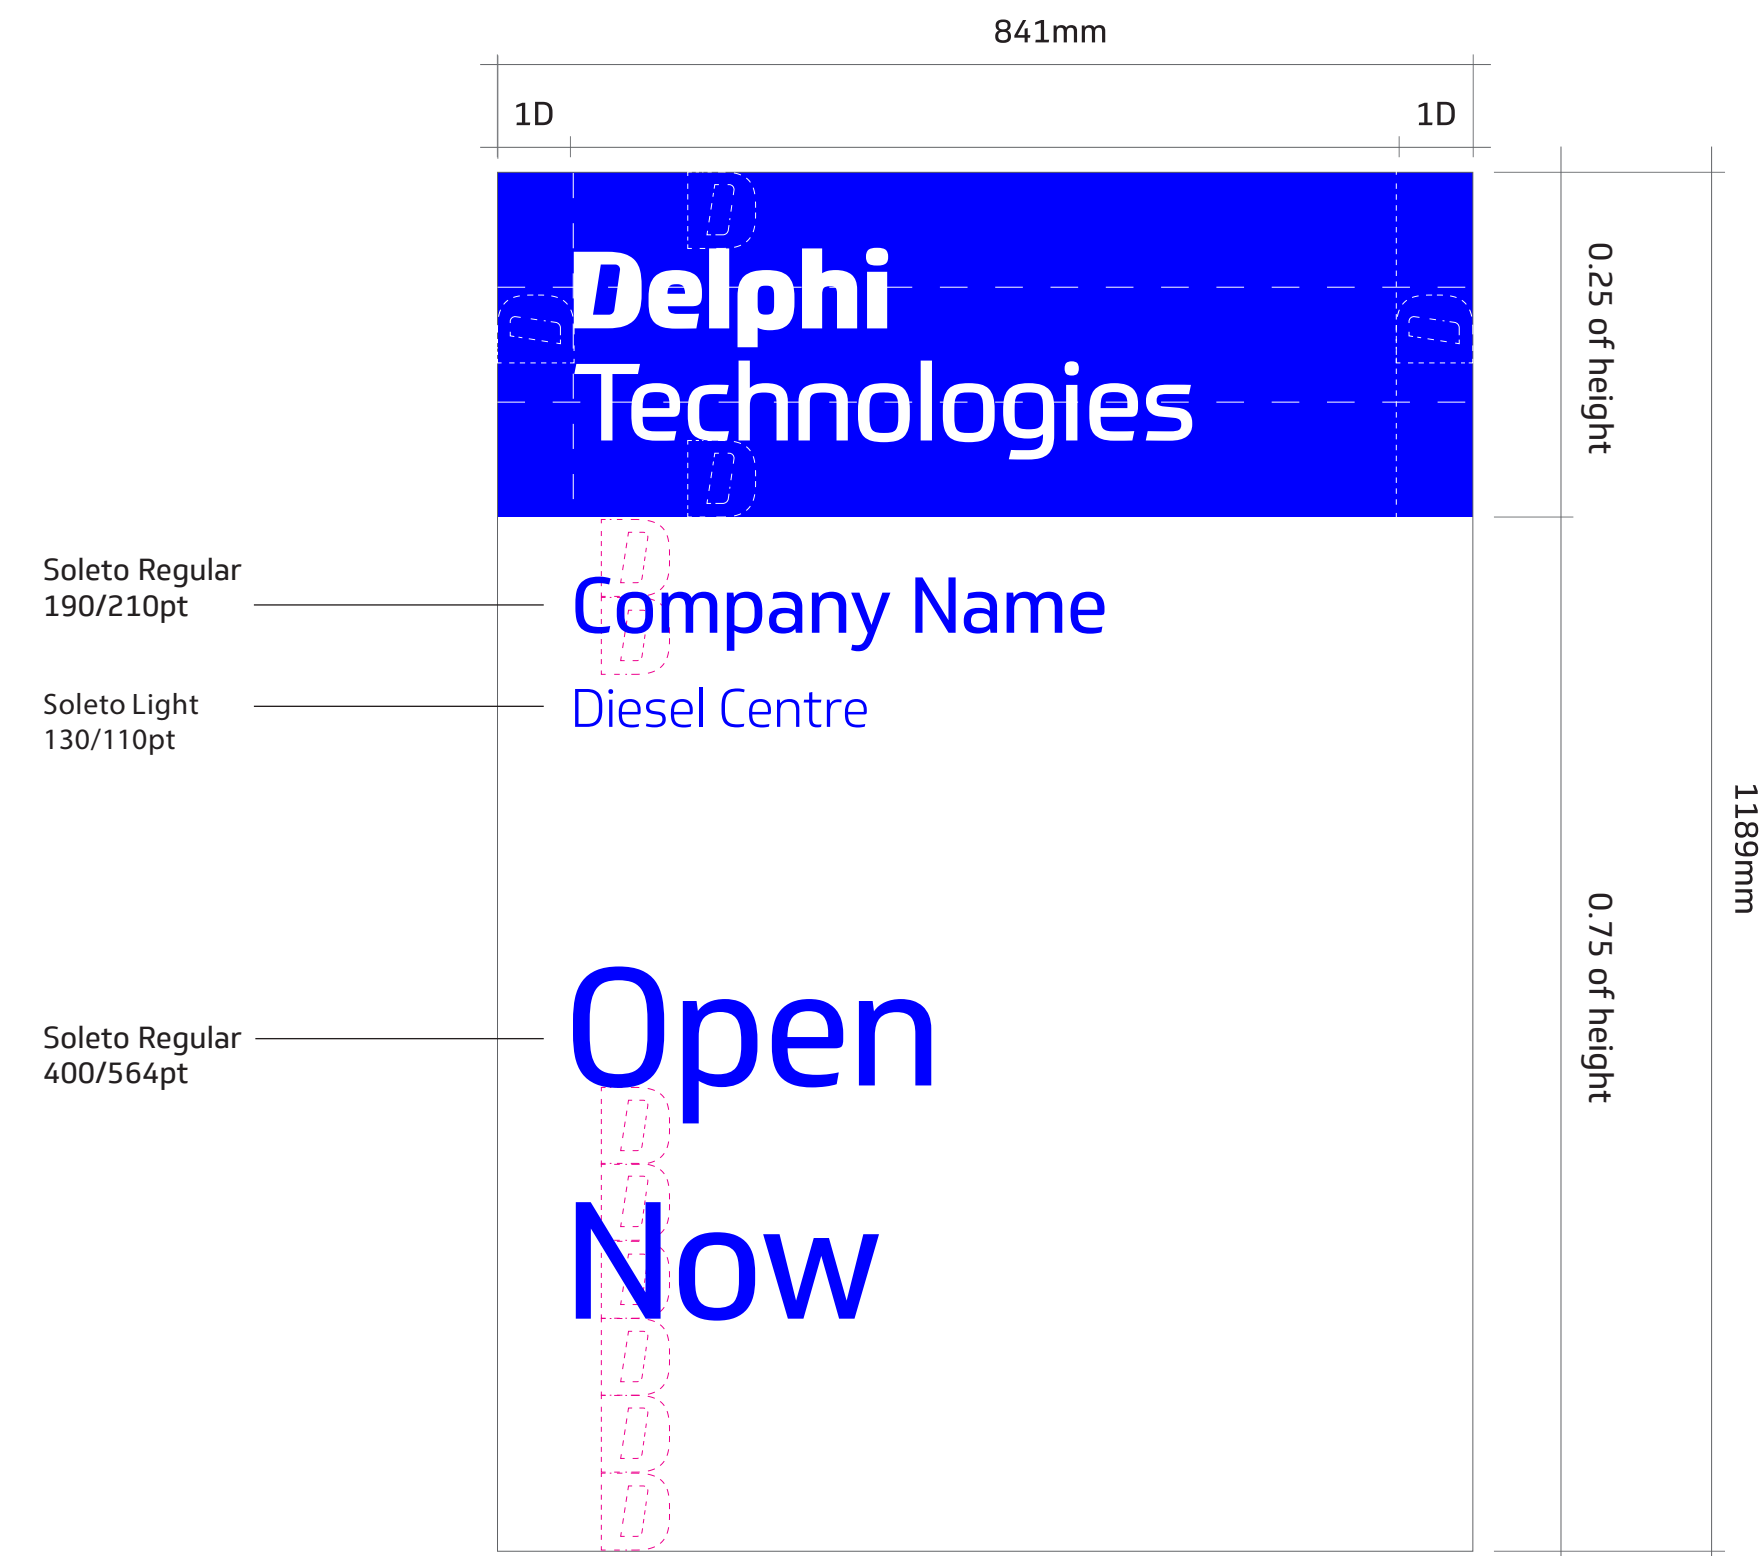 841mm
1D
1D
Delphi
Technologies
0.25 of height
Soleto Regular
190/210pt
Company Name
Soleto Light
130/110pt
Diesel Centre
1189mm
0.75 of height
Open
Soleto Regular
400/564pt
Now